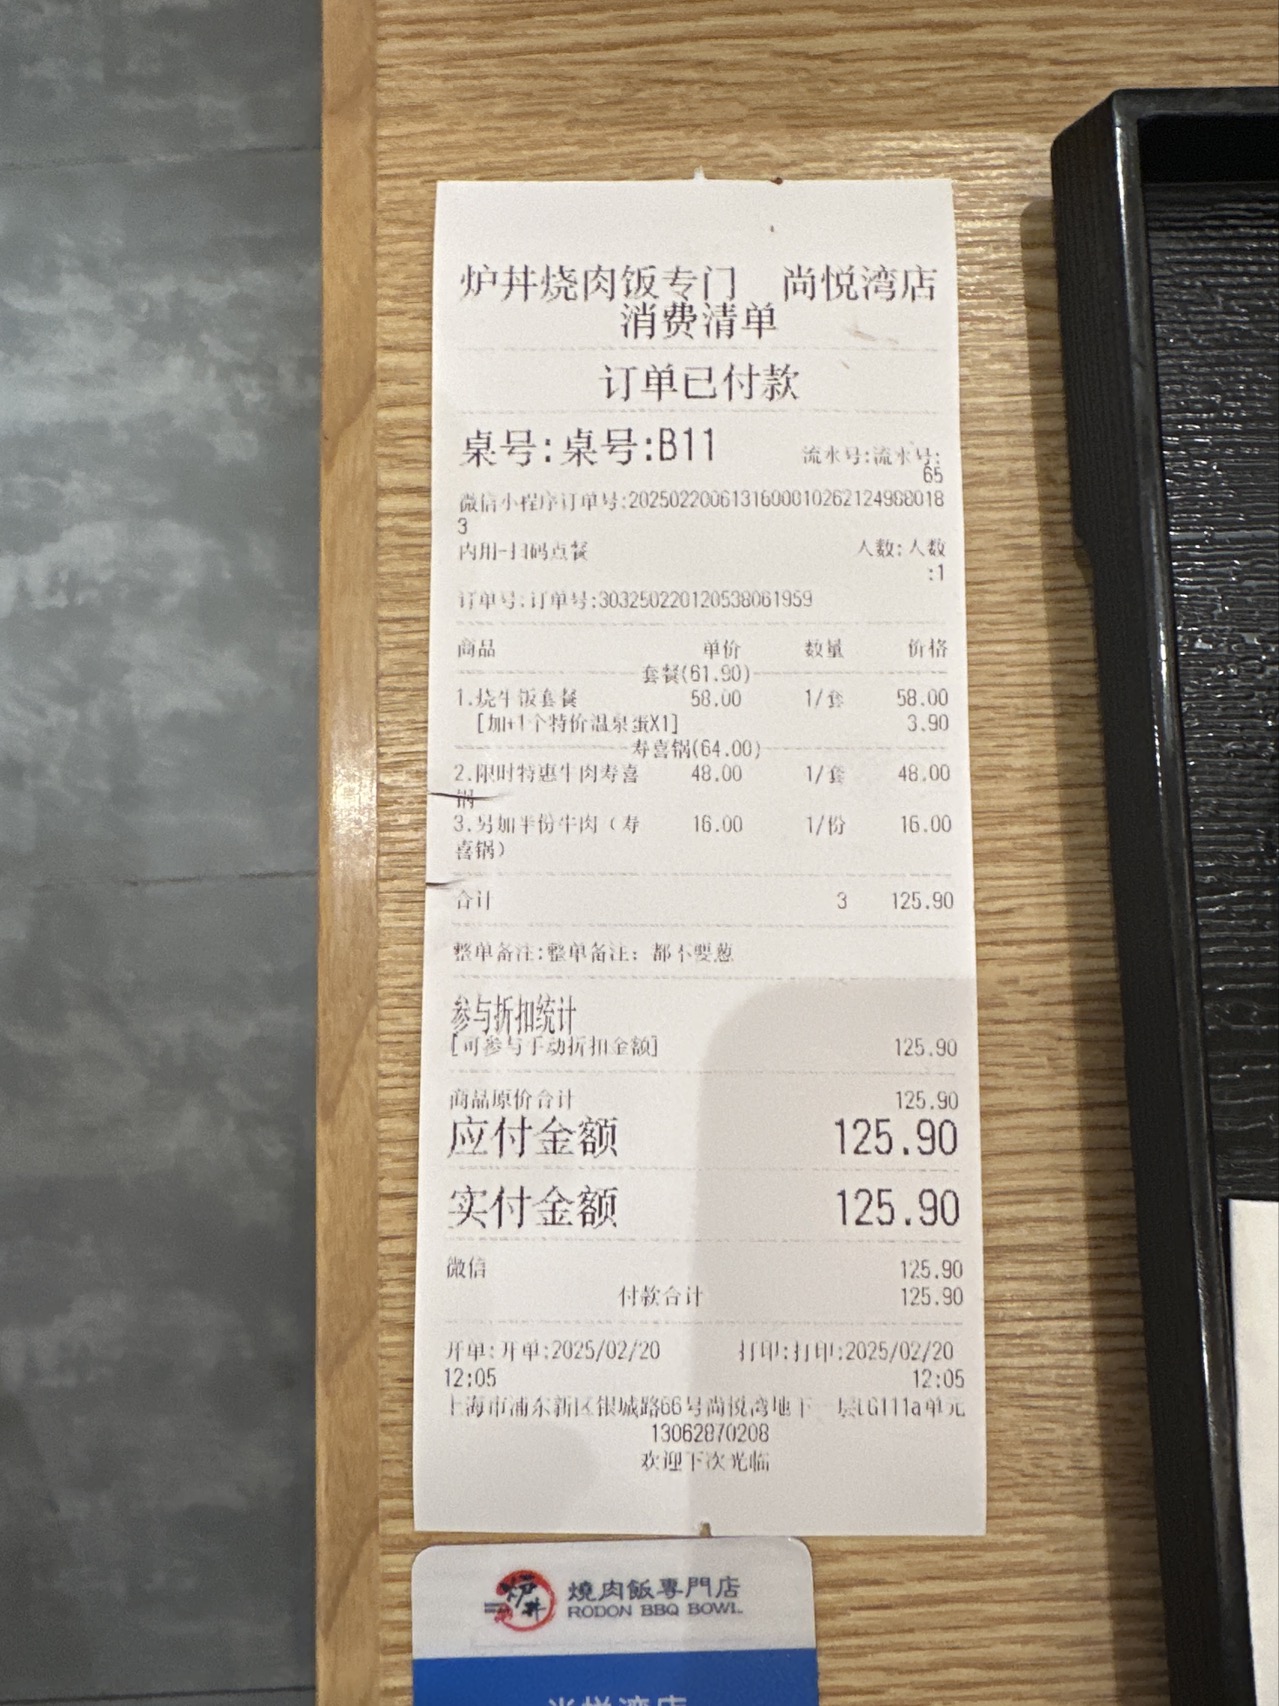 炉丼烧肉饭专门 尚悦湾店
消费清单
订单已付款
桌号:桌号:B11 流水号:流水号:
65
微信小程序订单号:2025022006131600010262124968018
3
内用-扫码点餐 人数:人数
:1
订单号:订单号:303250220120538061959
商品 单价 数量 价格
套餐(61.90)
1.烧牛饭套餐 58.00 1/套 58.00
[加+1个特价温泉蛋X1] 3.90
寿喜锅(64.00)
2.限时特惠牛肉寿喜 48.00 1/套 48.00
锅
3.另加半份牛肉（寿 16.00 1/份 16.00
喜锅）
合计 3 125.90
整单备注:整单备注: 都不要葱
参与折扣统计
[可参与手动折扣金额] 125.90
商品原价合计 125.90
应付金额 125.90
实付金额 125.90
微信 125.90
付款合计 125.90
开单:开单:2025/02/20 打印:打印:2025/02/20
12:05 12:05
上海市浦东新区银城路66号尚悦湾地下一层LG111a单元
13062870208
欢迎下次光临
炉丼 燒肉飯專門店
RODON BBQ BOWL
尚悦湾店